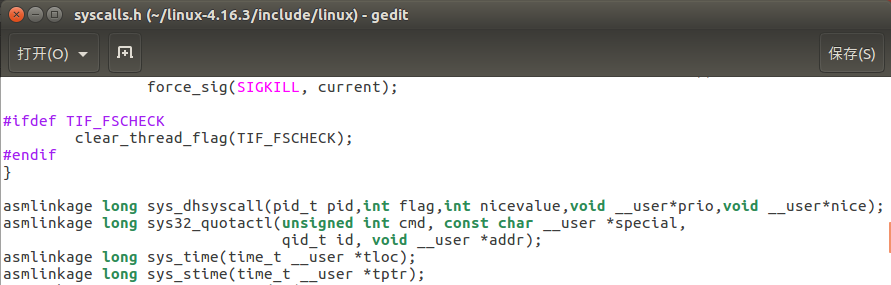 syscalls.h (~/linux-4.16.3/include/linux) - gedit
打开(O) 保存(S)
force_sig(SIGKILL, current);
#ifdef TIF_FSCHECK
clear_thread_flag(TIF_FSCHECK);
#endif
}
asmlinkage long sys_dhsyscall(pid_t pid,int flag,int nicevalue,void __user*prio,void __user*nice);
asmlinkage long sys32_quotactl(unsigned int cmd, const char __user *special,
qid_t id, void __user *addr);
asmlinkage long sys_time(time_t __user *tloc);
asmlinkage long sys_stime(time_t __user *tptr);